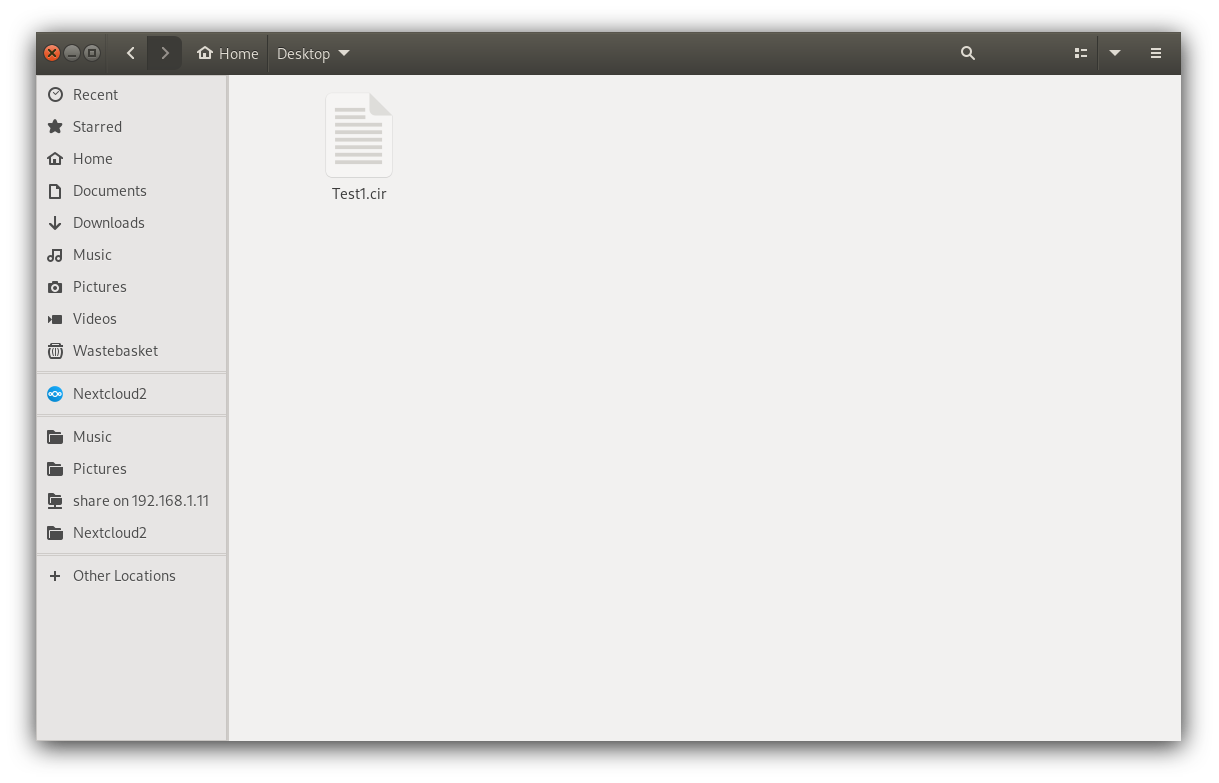 Home
Desktop
Recent
Starred
Home
Documents
Downloads
Music
Pictures
Videos
Wastebasket
Nextcloud2
Music
Pictures
share on 192.168.1.11
Nextcloud2
Other Locations
Test1.cir